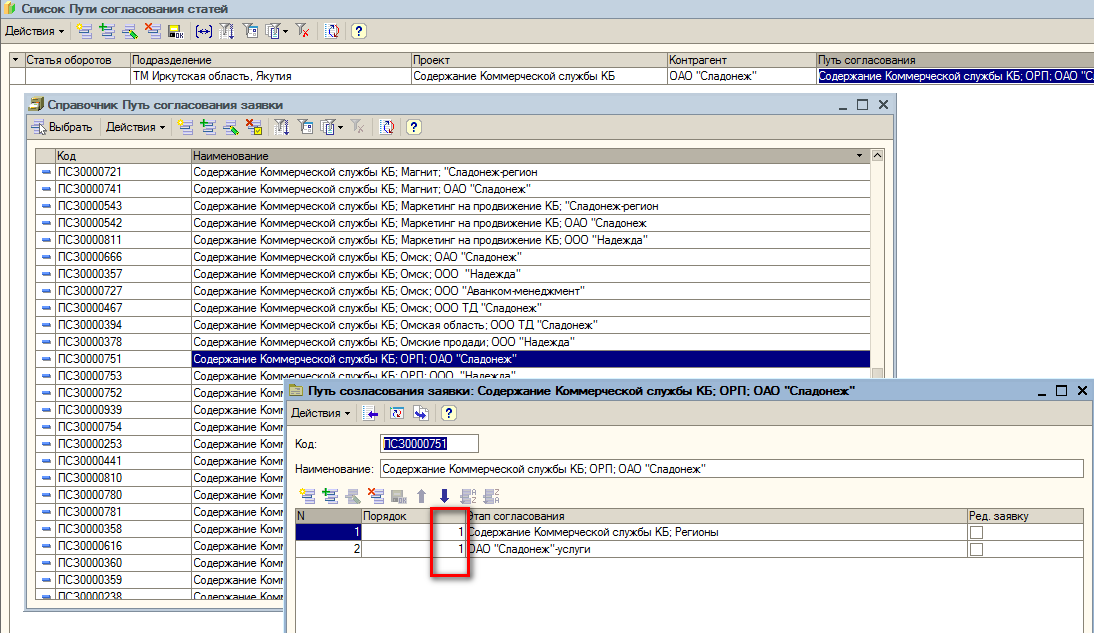 Список Пути согласования статей
Действия
Статья оборотов Подразделение Проект Контрагент Путь согласования
ТМ Иркутская область, Якутия Содержание Коммерческой службы КБ ОАО "Сладонеж" Содержание Коммерческой службы КБ; ОРП; ОАО "С
Справочник Путь согласования заявки
Выбрать Действия
Код Наименование
ПС30000721 Содержание Коммерческой службы КБ; Магнит; "Сладонеж-регион
ПС30000741 Содержание Коммерческой службы КБ; Магнит; ОАО "Сладонеж"
ПС30000543 Содержание Коммерческой службы КБ; Маркетинг на продвижение КБ; "Сладонеж-регион
ПС30000542 Содержание Коммерческой службы КБ; Маркетинг на продвижение КБ; ОАО "Сладонеж
ПС30000811 Содержание Коммерческой службы КБ; Маркетинг на продвижение КБ; ООО "Надежда"
ПС30000666 Содержание Коммерческой службы КБ; Омск; ОАО "Сладонеж"
ПС30000357 Содержание Коммерческой службы КБ; Омск; ООО "Надежда"
ПС30000727 Содержание Коммерческой службы КБ; Омск; ООО "Аванком-менеджмент"
ПС30000467 Содержание Коммерческой службы КБ; Омск; ООО ТД "Сладонеж"
ПС30000394 Содержание Коммерческой службы КБ; Омская область; ООО ТД "Сладонеж"
ПС30000378 Содержание Коммерческой службы КБ; Омские продади; ООО "Надежда"
ПС30000751 Содержание Коммерческой службы КБ; ОРП; ОАО "Сладонеж"
ПС30000753 Содержание Коммерческой службы КБ; ОРП; ООО "Надежда"
ПС30000752 Содержание Комм
ПС30000939 Содержание Комм
ПС30000754 Содержание Комм
ПС30000253 Содержание Комм
ПС30000441 Содержание Комм
ПС30000810 Содержание Комм
ПС30000780 Содержание Комм
ПС30000781 Содержание Комм
ПС30000358 Содержание Комм
ПС30000616 Содержание Комм
ПС30000360 Содержание Комм
ПС30000359 Содержание Комм
ПС30000238 Содержание Комм
Путь созласования заявки: Содержание Коммерческой службы КБ; ОРП; ОАО "Сладонеж"
Действия
Код: ПС30000751
Наименование: Содержание Коммерческой службы КБ; ОРП; ОАО "Сладонеж"
N Порядок Этап согласования Ред. заявку
1 1 Содержание Коммерческой службы КБ; Регионы
2 1 ОАО "Сладонеж"-услуги